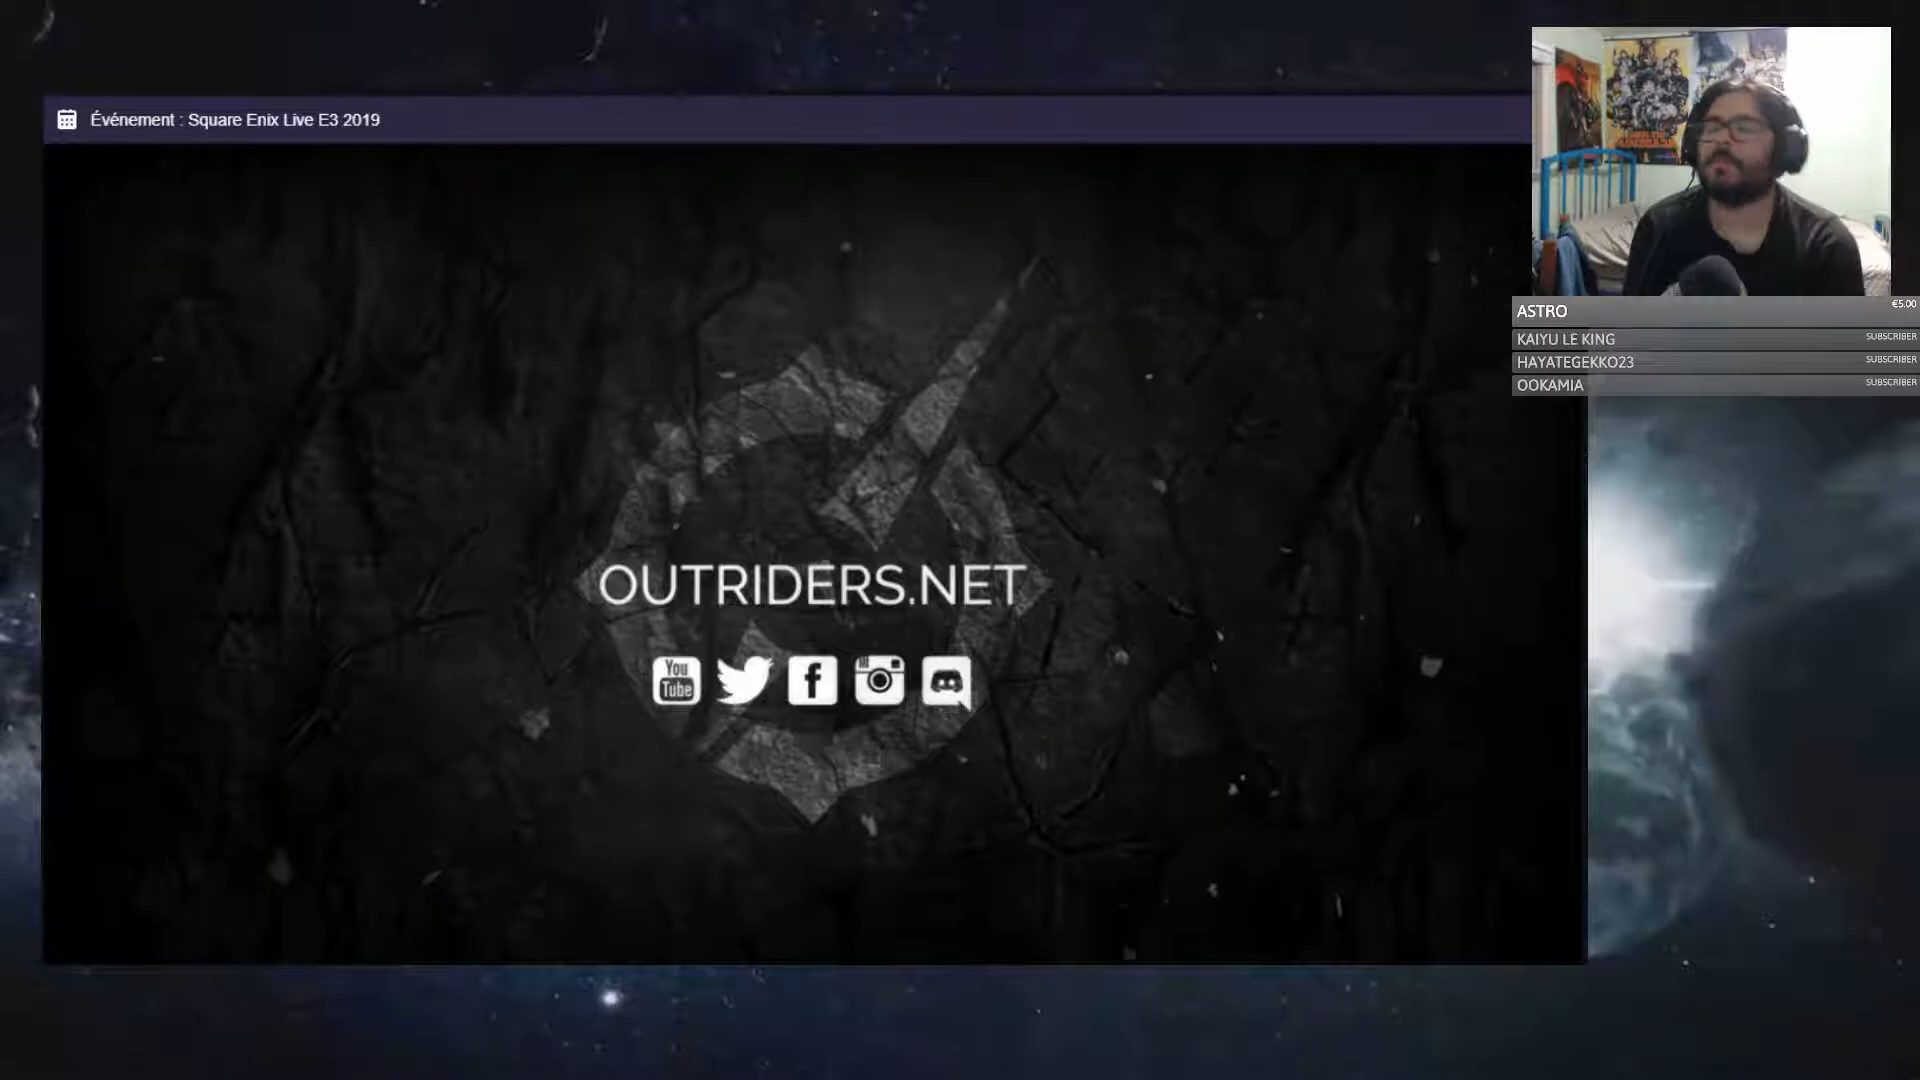 Événement : Square Enix Live E3 2019
OUTRIDERS.NET
You
Tube
ASTRO €5.00
KAIYU LE KING SUBSCRIBER
HAYATEGEKKO23 SUBSCRIBER
OOKAMIA SUBSCRIBER